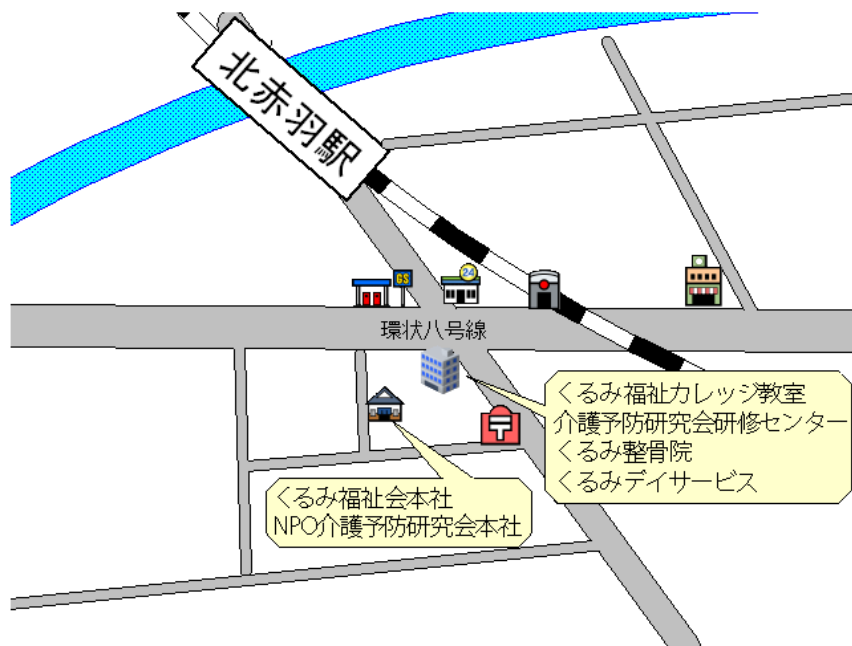 北赤羽駅
GS
24
環状八号線
くるみ福祉カレッジ教室
介護予防研究会研修センター
くるみ整骨院
くるみデイサービス
〒
くるみ福祉会本社
NPO介護予防研究会本社